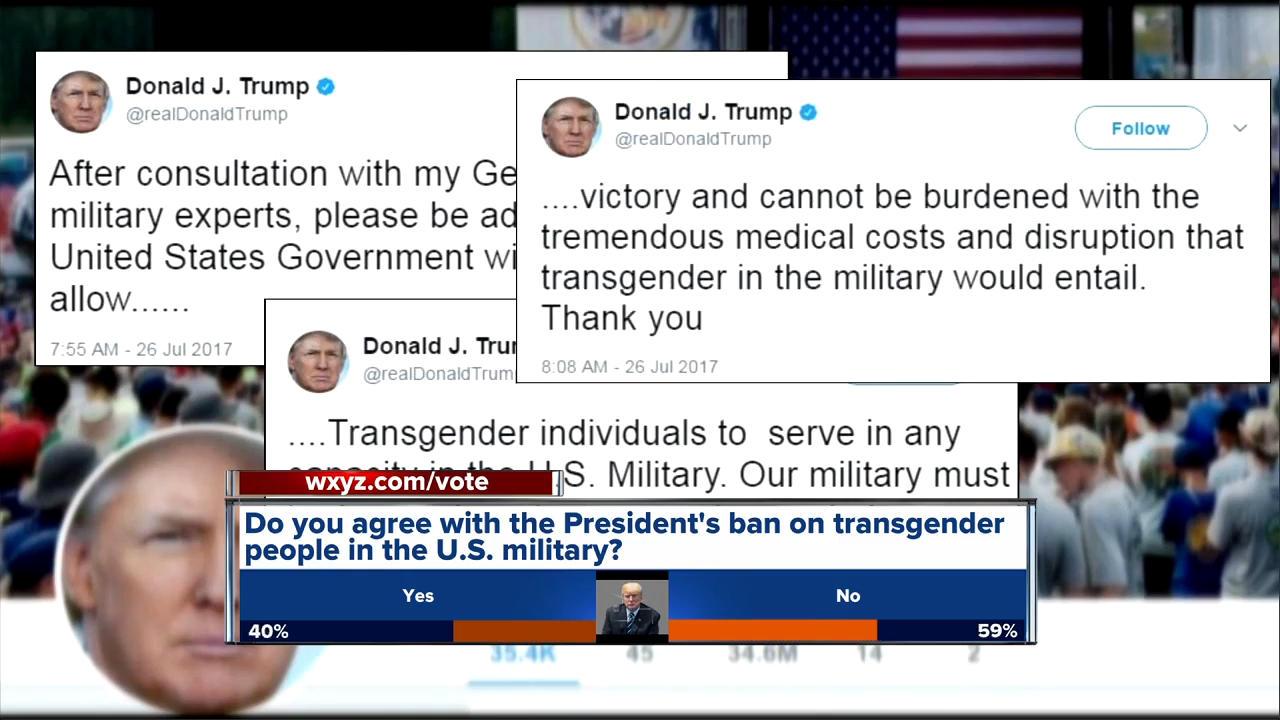 Donald J. Trump
@realDonaldTrump
After consultation with my Ge
military experts, please be ad
United States Government wi
allow......
7:55 AM - 26 Jul 2017
Donald J. Trump
@realDonaldTrump
Follow
....victory and cannot be burdened with the
tremendous medical costs and disruption that
transgender in the military would entail.
Thank you
8:08 AM - 26 Jul 2017
Donald J. Trum
@realDonaldTrum
....Transgender individuals to serve in any
capacity in the U.S. Military. Our military must
wxyz.com/vote
Do you agree with the President's ban on transgender
people in the U.S. military?
Yes
No
40%
59%
35.4K 45 34.6M 14 2